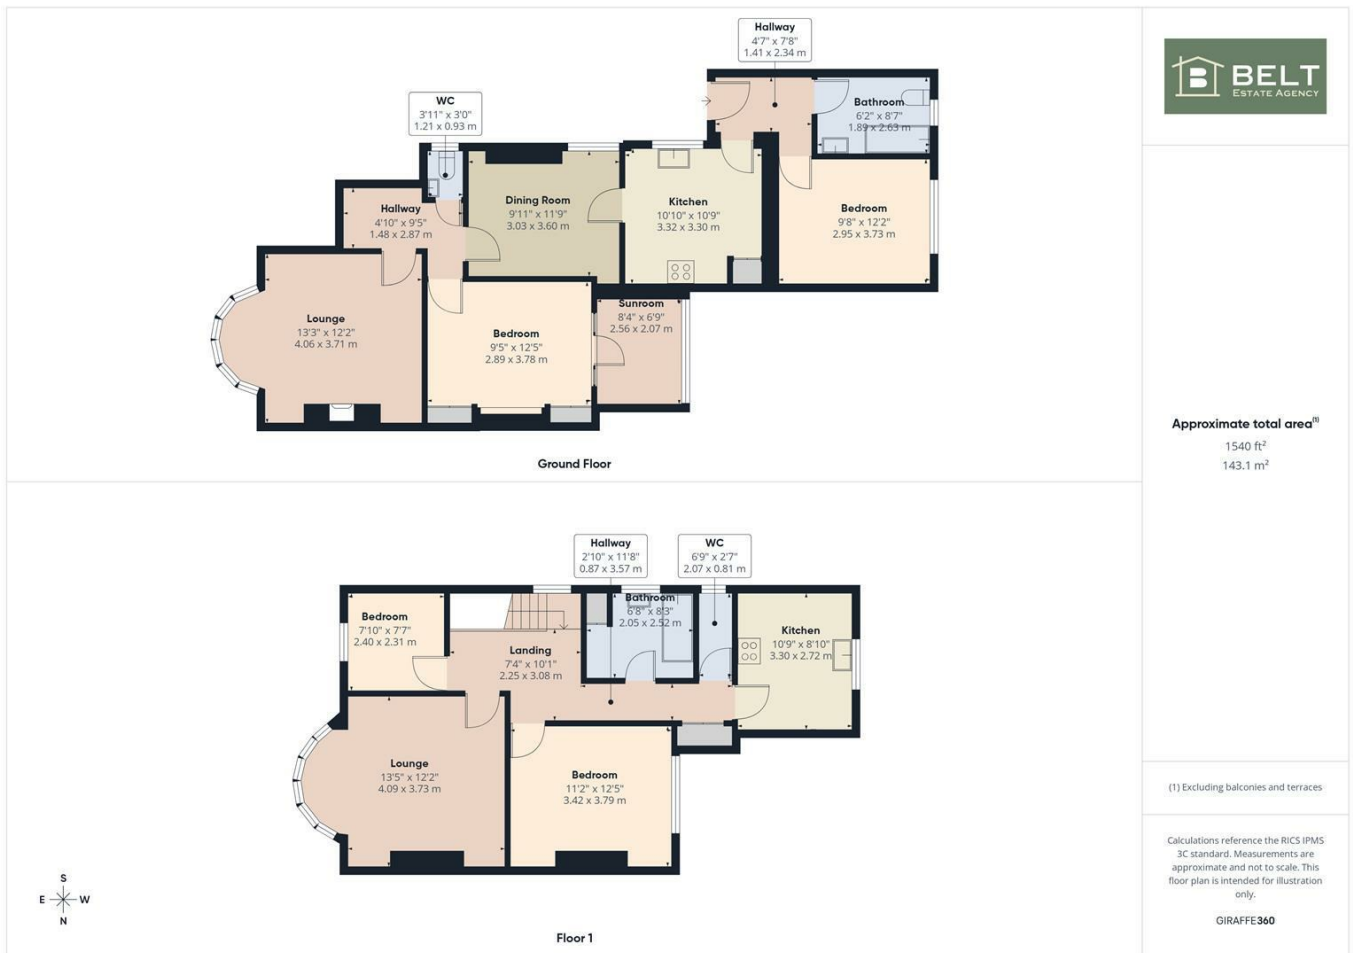 Hallway
4'7" x 7'8"
1.41 x 2.34 m
WC
3'11" x 3'0"
1.21 x 0.93 m
Bathroom
6'2" x 8'7"
1.89 x 2.63 m
Dining Room
9'11" x 11'9"
3.03 x 3.60 m
Kitchen
10'10" x 10'9"
3.32 x 3.30 m
Hallway
4'10" x 9'5"
1.48 x 2.87 m
Bedroom
9'8" x 12'2"
2.95 x 3.73 m
Lounge
13'3" x 12'2"
4.06 x 3.71 m
Bedroom
9'5" x 12'5"
2.89 x 3.78 m
Sunroom
8'4" x 6'9"
2.56 x 2.07 m
Ground Floor
Hallway
2'10" x 11'8"
0.87 x 3.57 m
WC
6'9" x 2'7"
2.07 x 0.81 m
Bedroom
7'10" x 7'7"
2.40 x 2.31 m
Bathroom
6'8" x 8'3"
2.05 x 2.52 m
Landing
7'4" x 10'1"
2.25 x 3.08 m
Kitchen
10'9" x 8'10"
3.30 x 2.72 m
Lounge
13'5" x 12'2"
4.09 x 3.73 m
Bedroom
11'2" x 12'5"
3.42 x 3.79 m
S
E W
N
Floor 1
B BELT
ESTATE AGENCY
Approximate total area(1)
1540 ft²
143.1 m²
(1) Excluding balconies and terraces
Calculations reference the RICS IPMS
3C standard. Measurements are
approximate and not to scale. This
floor plan is intended for illustration
only.
GIRAFFE360